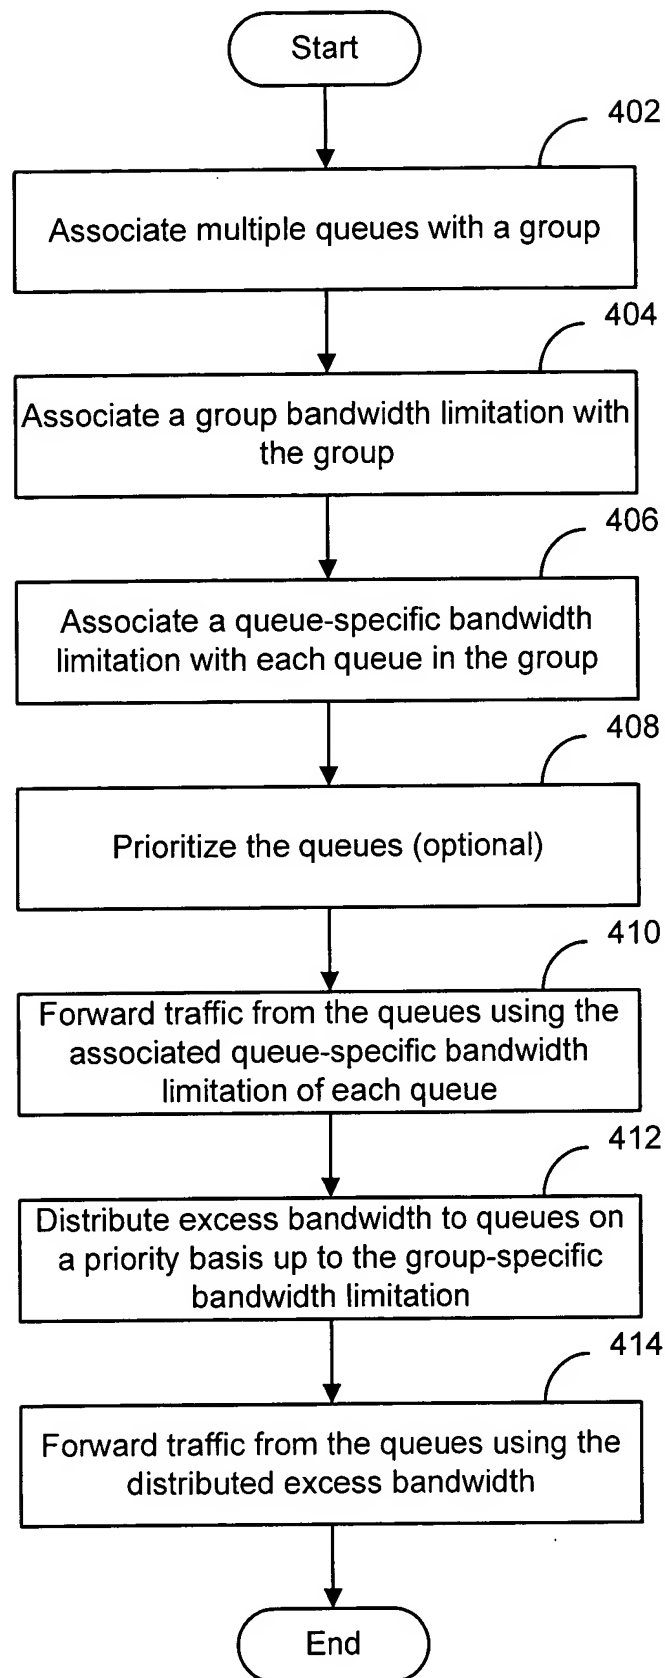 Start
402
Associate multiple queues with a group
404
Associate a group bandwidth limitation with
the group
406
Associate a queue-specific bandwidth
limitation with each queue in the group
408
Prioritize the queues (optional)
410
Forward traffic from the queues using the
associated queue-specific bandwidth
limitation of each queue
412
Distribute excess bandwidth to queues on
a priority basis up to the group-specific
bandwidth limitation
414
Forward traffic from the queues using the
distributed excess bandwidth
End